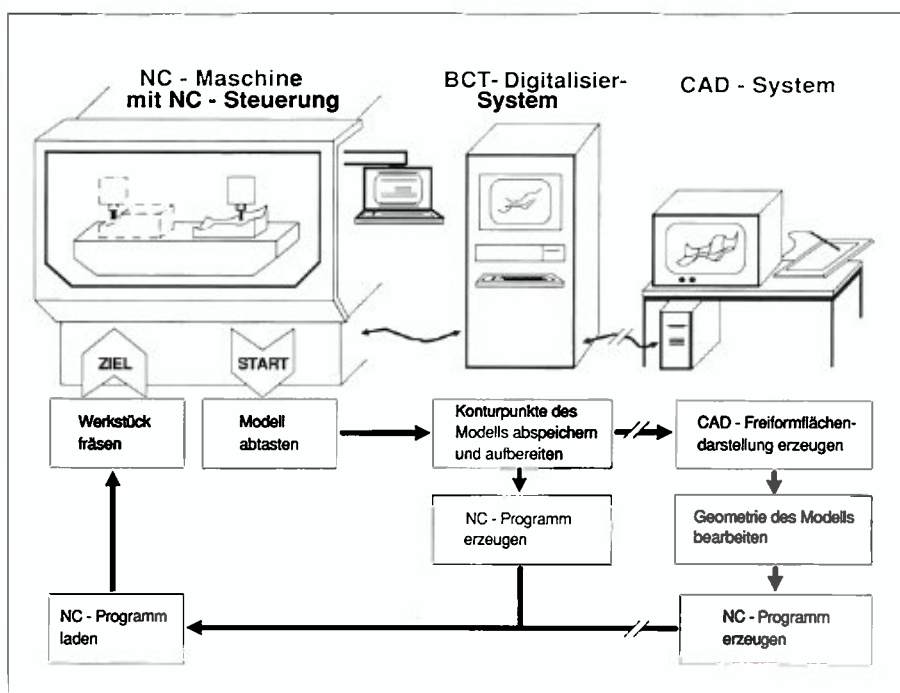 NC - Maschine
mit NC - Steuerung
BCT- Digitalisier-
System
CAD - System
ZIEL
START
Werkstück
fräsen
Modell
abtasten
Konturpunkte des
Modells abspeichern
und aufbereiten
CAD - Freiformflächen-
darstellung erzeugen
NC - Programm
erzeugen
Geometrie des Modells
bearbeiten
NC - Programm
laden
NC - Programm
erzeugen